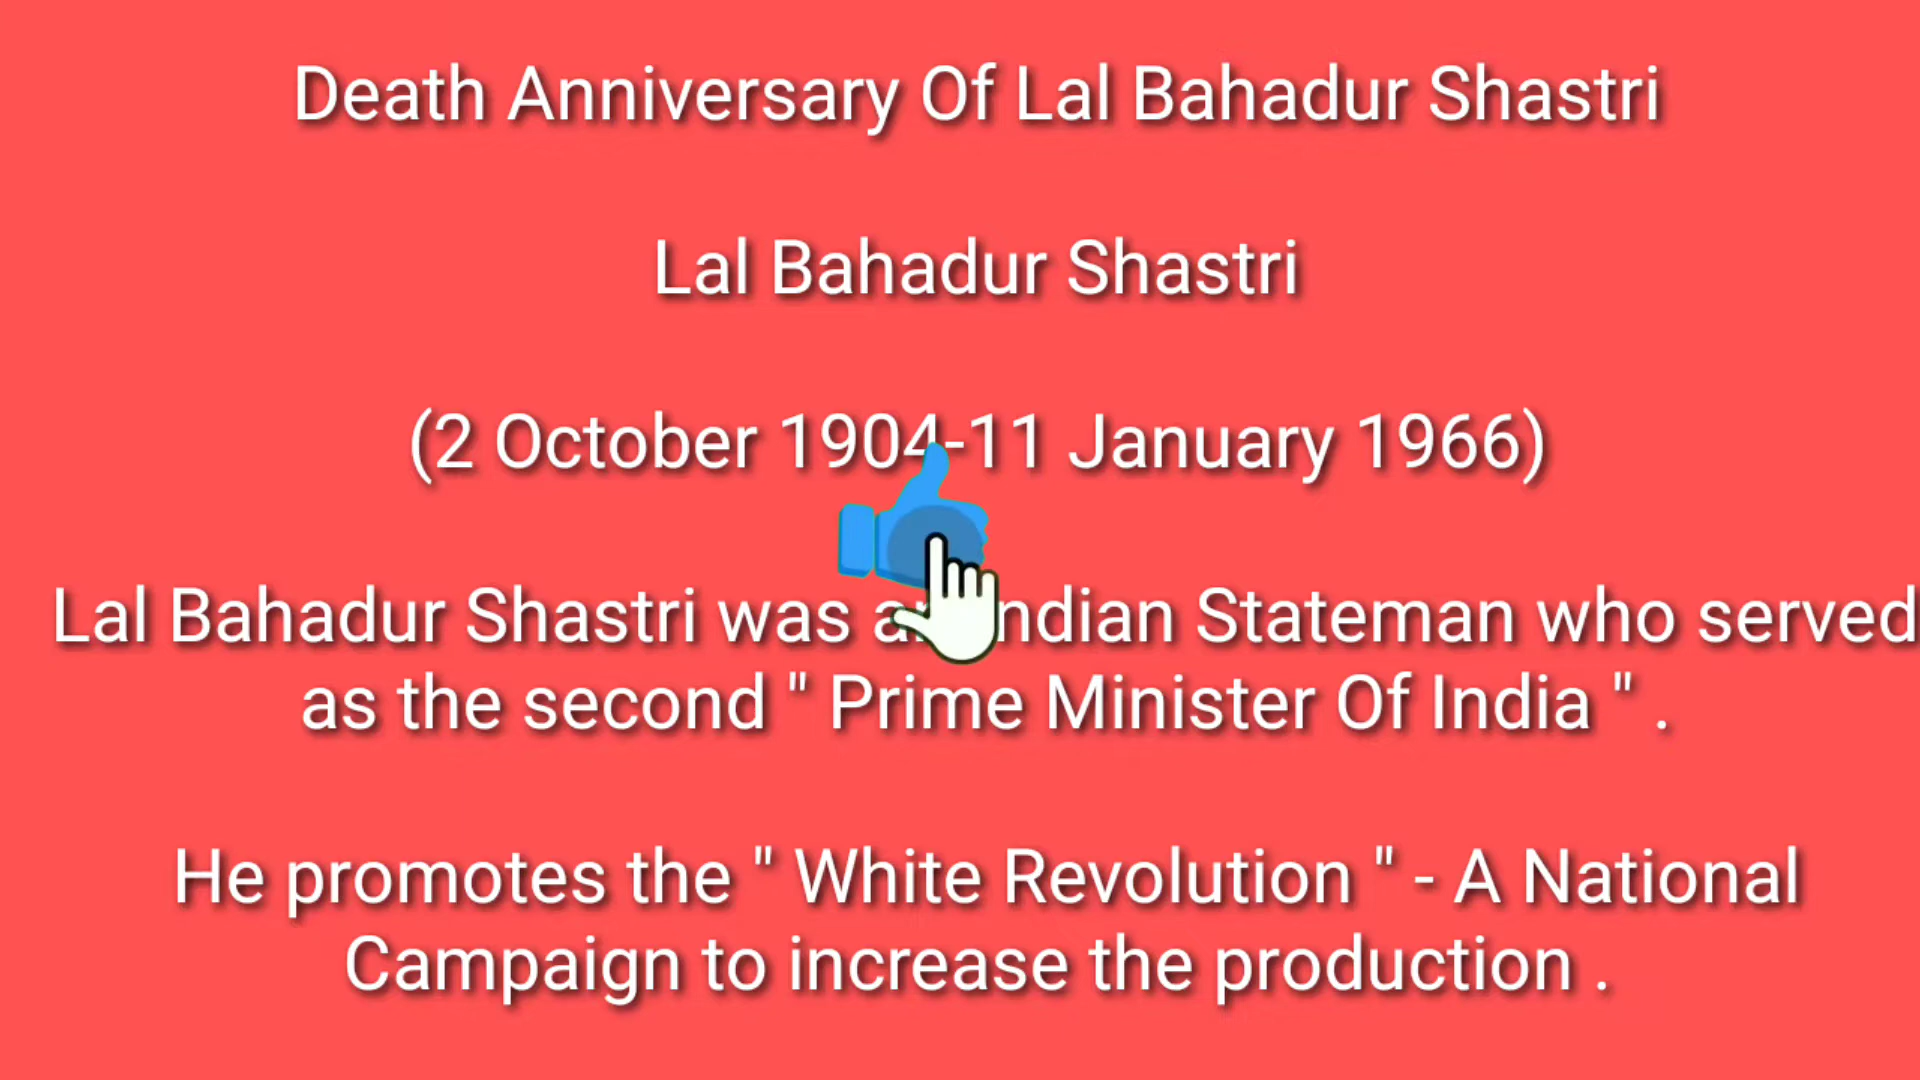 Death Anniversary Of Lal Bahadur Shastri
Lal Bahadur Shastri
(2 October 1904-11 January 1966)
Lal Bahadur Shastri was an Indian Stateman who served
as the second " Prime Minister Of India " .
He promotes the " White Revolution " - A National
Campaign to increase the production .